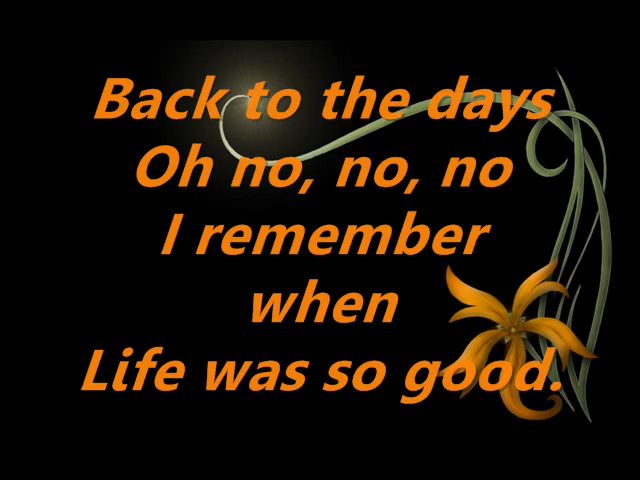 Back to the days
Oh no, no, no
I remember
when
Life was so good.